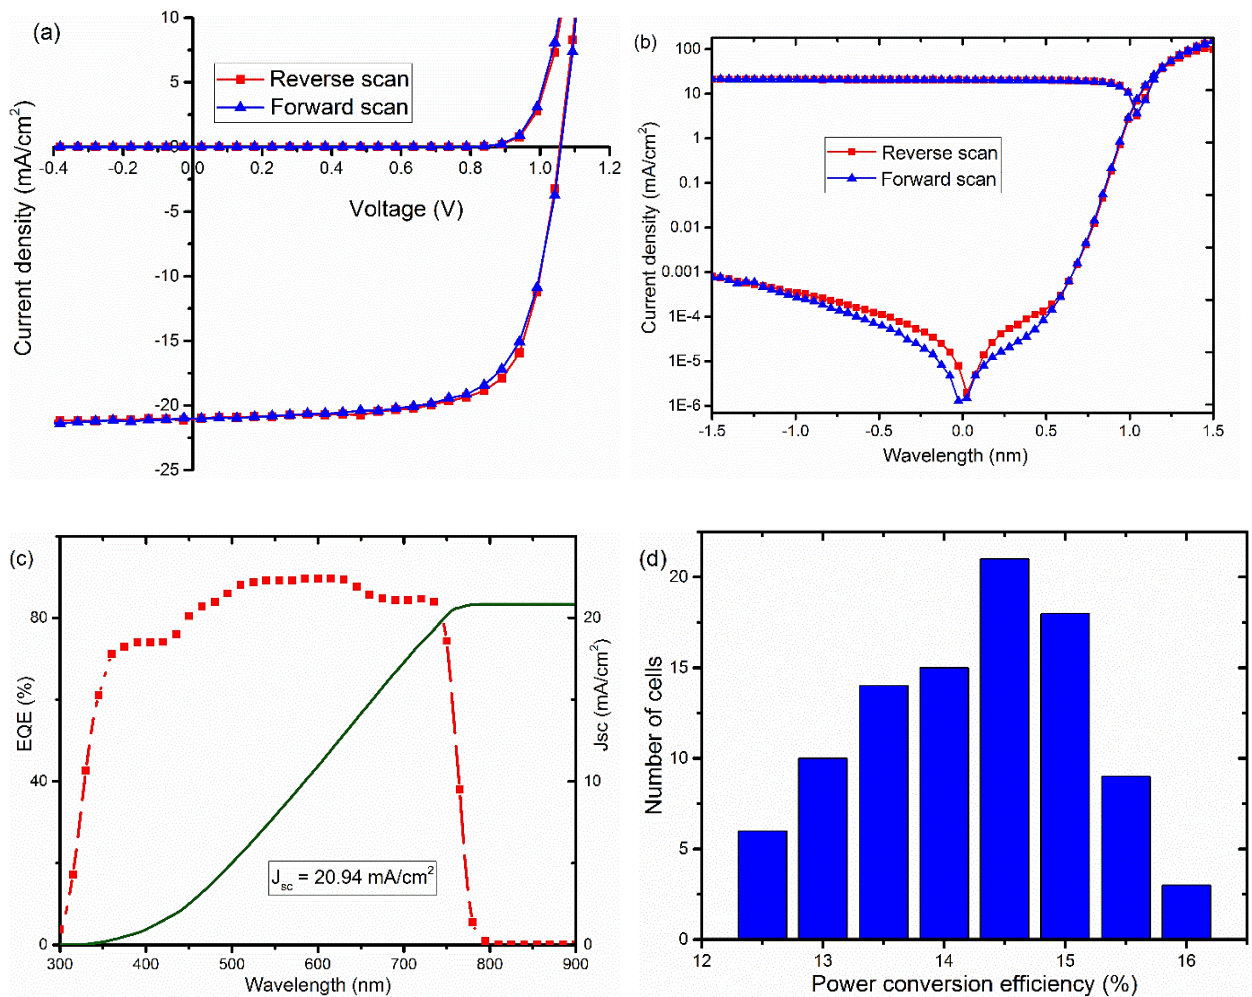 (a)
10
5
0
-5
-10
-15
-20
-25
-0.4
-0.2
0.0
0.2
0.4
0.6
0.8
1.0
1.2
Reverse scan
Forward scan
Voltage (V)
Current density (mA/cm²)
(b)
100
10
1
0.1
0.01
0.001
1E-4
1E-5
1E-6
-1.5
-1.0
-0.5
0.0
0.5
1.0
1.5
Reverse scan
Forward scan
Wavelength (nm)
Current density (mA/cm²)
(c)
80
40
0
20
10
0
300
400
500
600
700
800
900
EQE (%)
Jsc (mA/cm²)
Jsc = 20.94 mA/cm²
Wavelength (nm)
(d)
20
15
10
5
0
12
13
14
15
16
Number of cells
Power conversion efficiency (%)